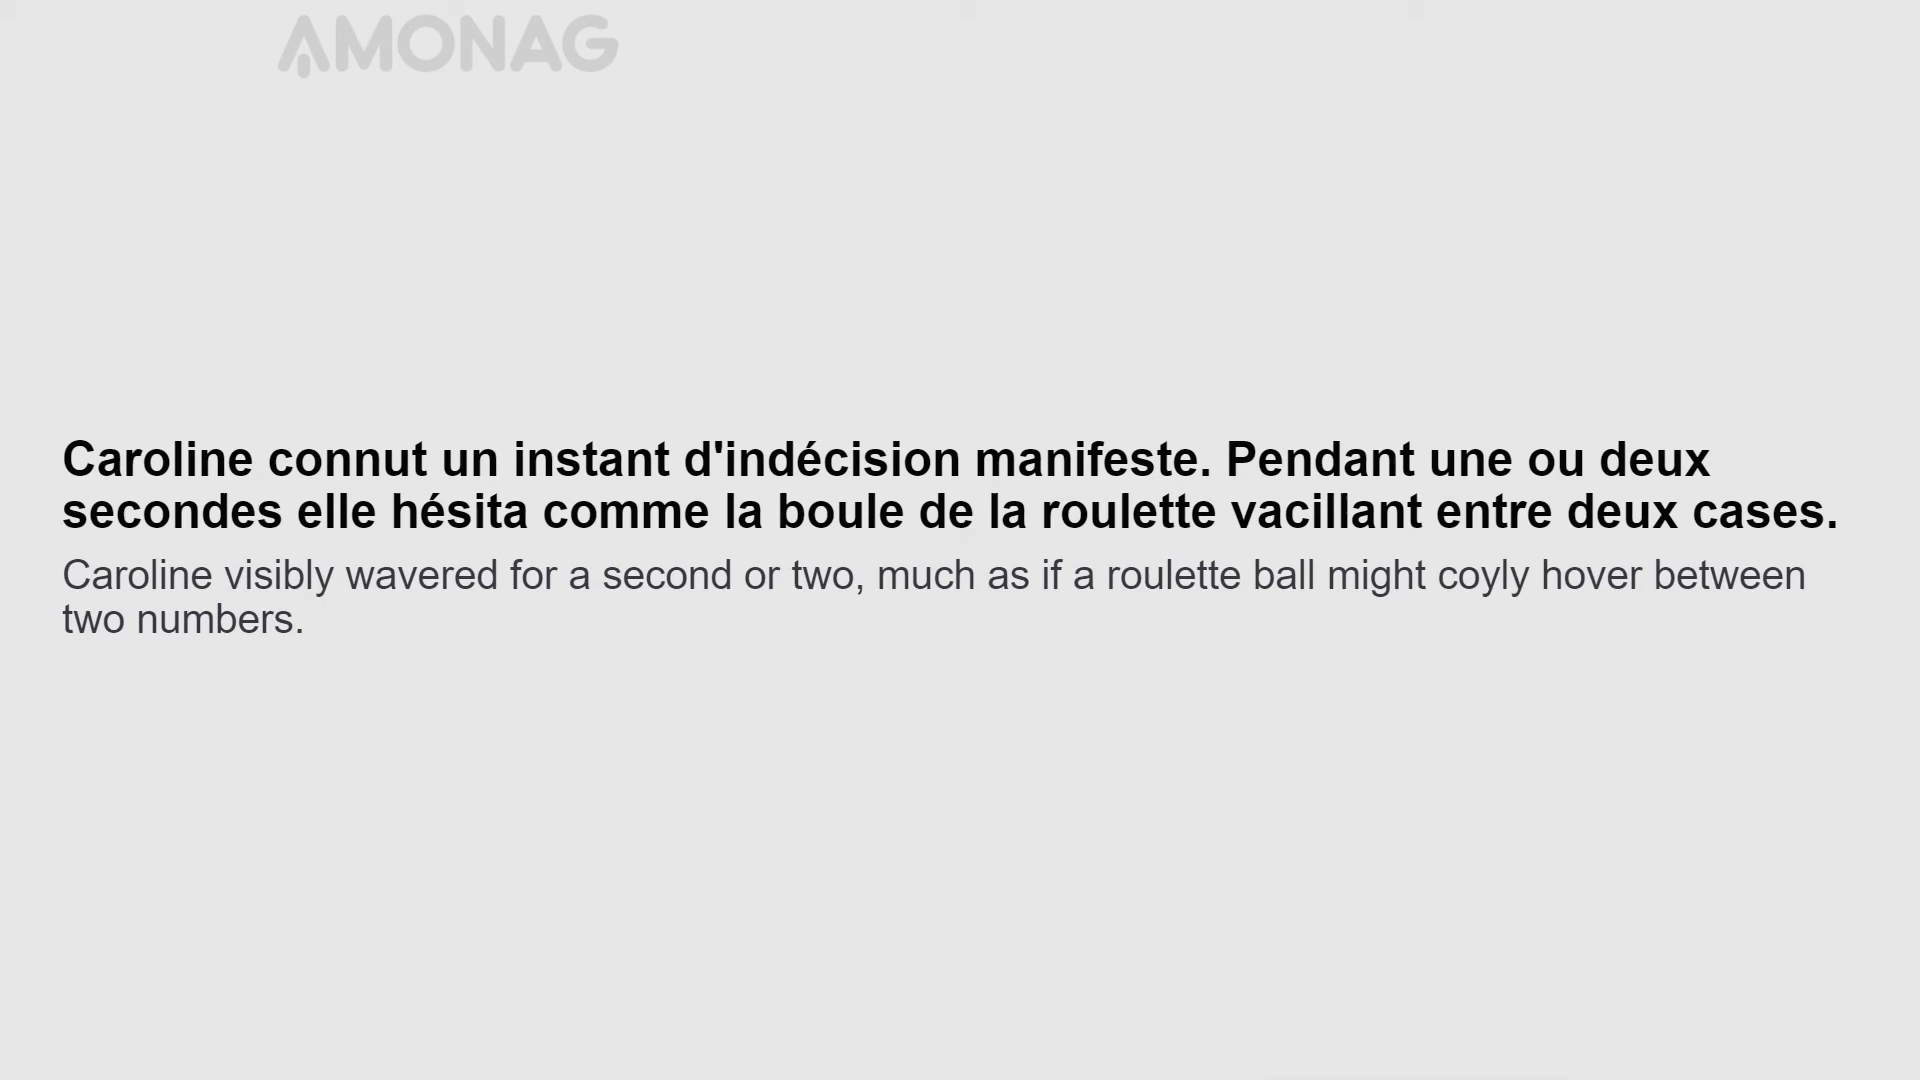 AMONAG
Caroline connut un instant d'indécision manifeste. Pendant une ou deux
secondes elle hésita comme la boule de la roulette vacillant entre deux cases.
Caroline visibly wavered for a second or two, much as if a roulette ball might coyly hover between
two numbers.